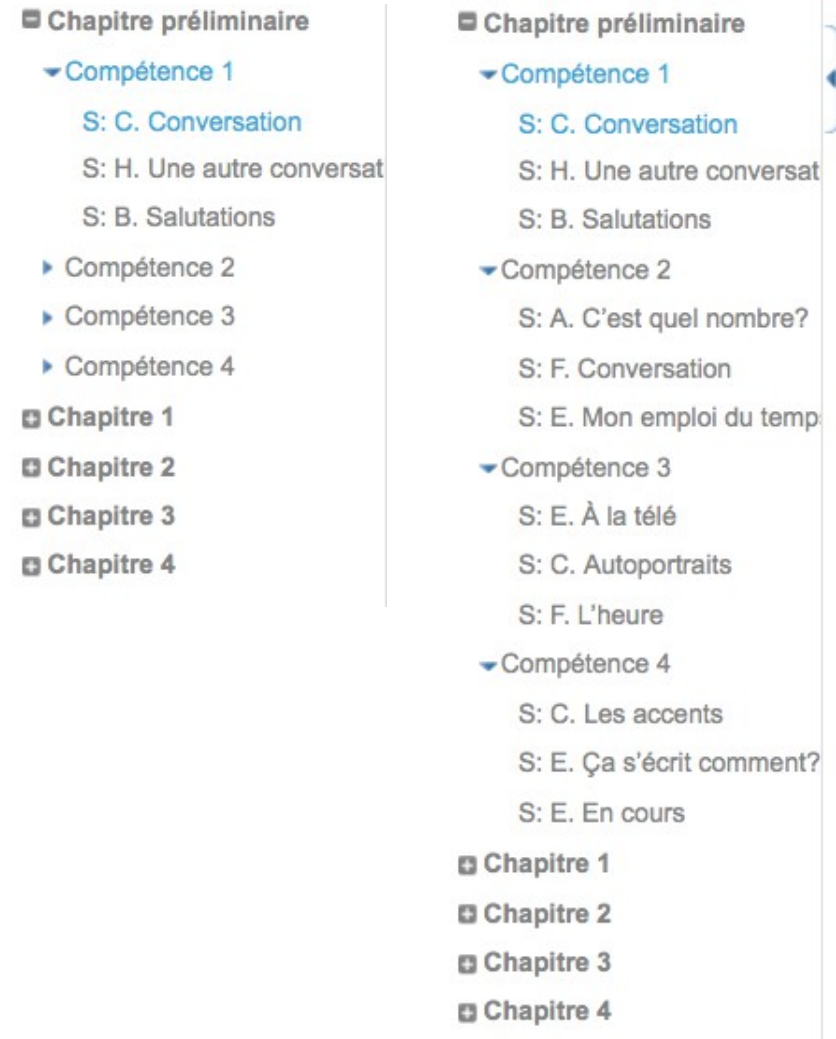 Chapitre préliminaire
Compétence 1
S: C. Conversation
S: H. Une autre conversat
S: B. Salutations
Compétence 2
Compétence 3
Compétence 4
Chapitre 1
Chapitre 2
Chapitre 3
Chapitre 4
Chapitre préliminaire
Compétence 1
S: C. Conversation
S: H. Une autre conversat
S: B. Salutations
Compétence 2
S: A. C'est quel nombre?
S: F. Conversation
S: E. Mon emploi du temp
Compétence 3
S: E. À la télé
S: C. Autoportraits
S: F. L'heure
Compétence 4
S: C. Les accents
S: E. Ça s'écrit comment?
S: E. En cours
Chapitre 1
Chapitre 2
Chapitre 3
Chapitre 4